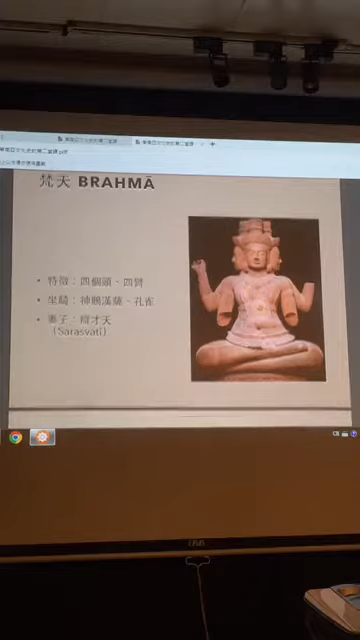 梵天 BRAHMĀ
• 特徵：四個頭、四臂
• 坐騎：神鵝漢薩、孔雀
• 妻子：辯才天
（Sarasvatī）